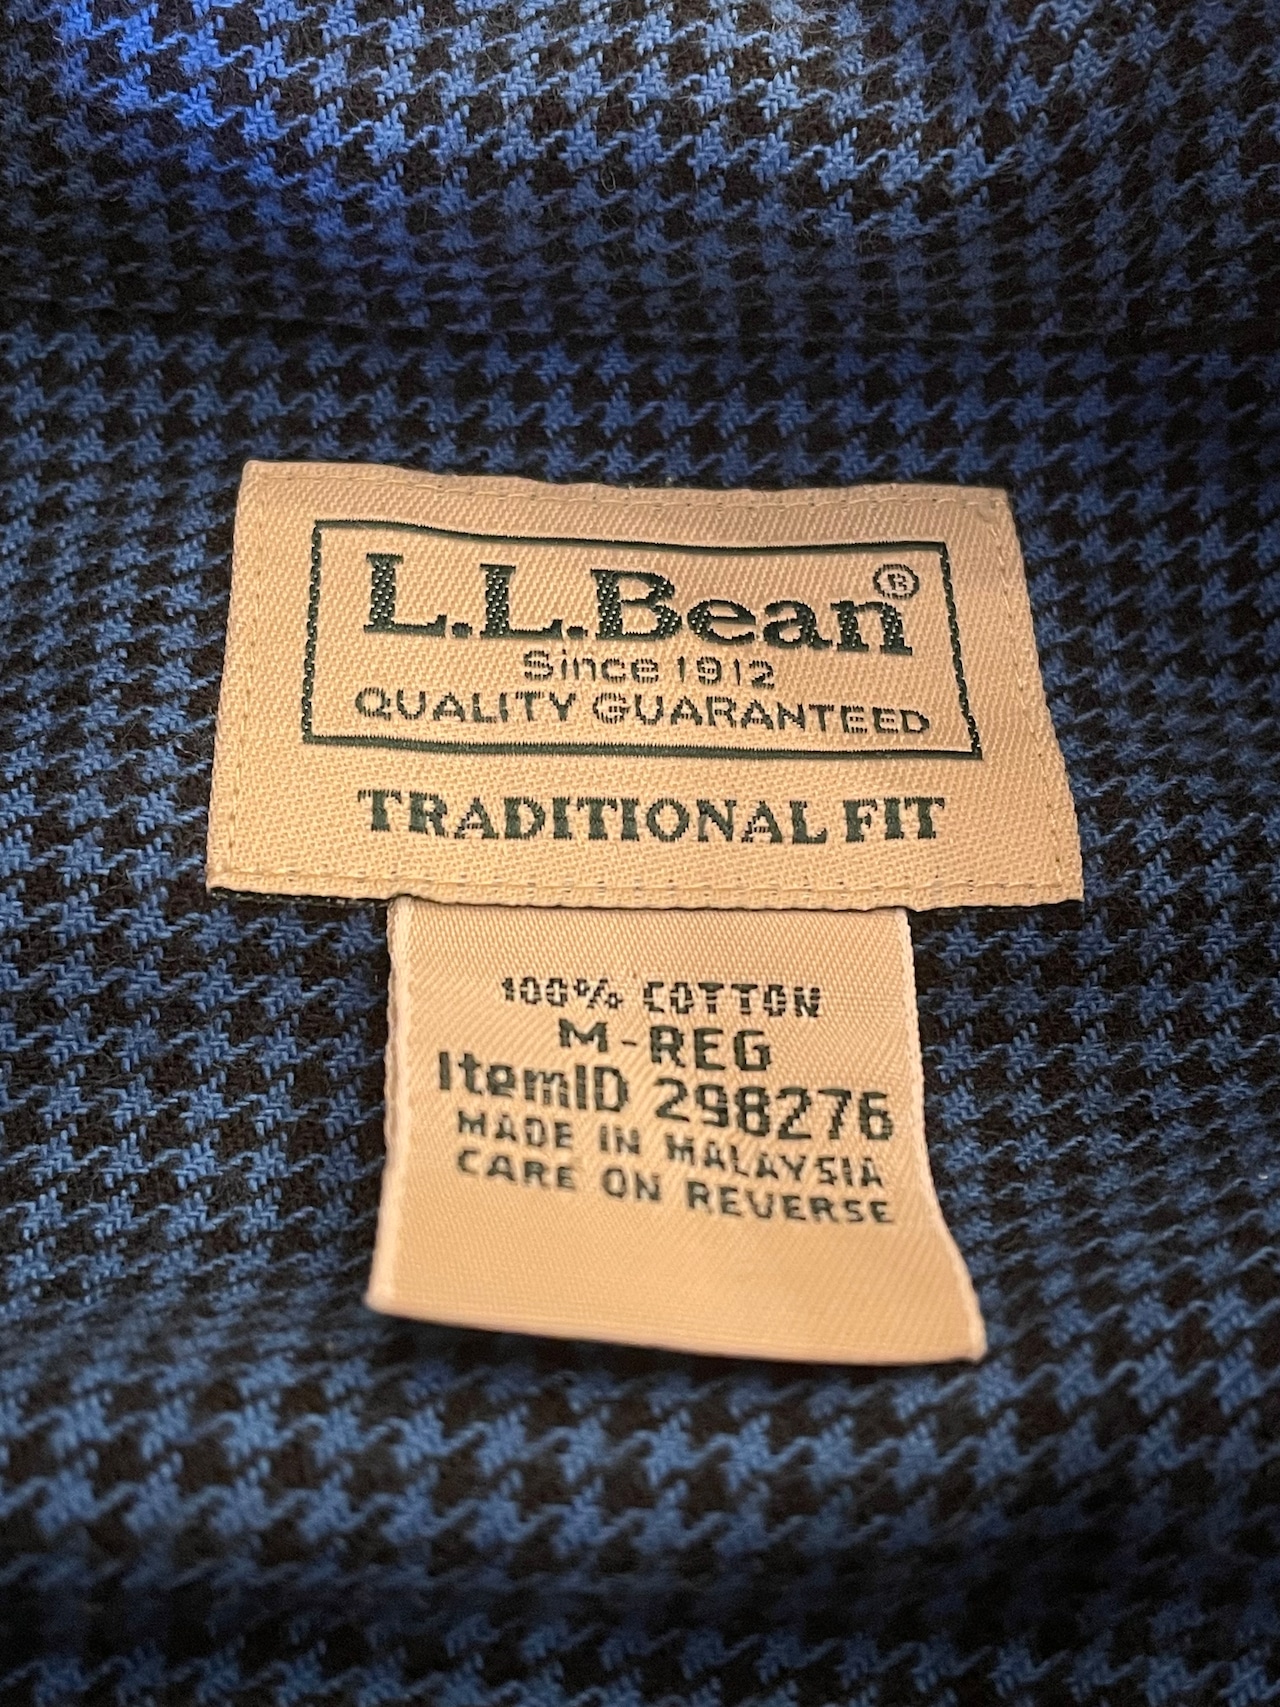 L.L.Bean®
Since 1912
QUALITY GUARANTEED
TRADITIONAL FIT
100% COTTON
M-REG
ItemID 298276
MADE IN MALAYSIA
CARE ON REVERSE